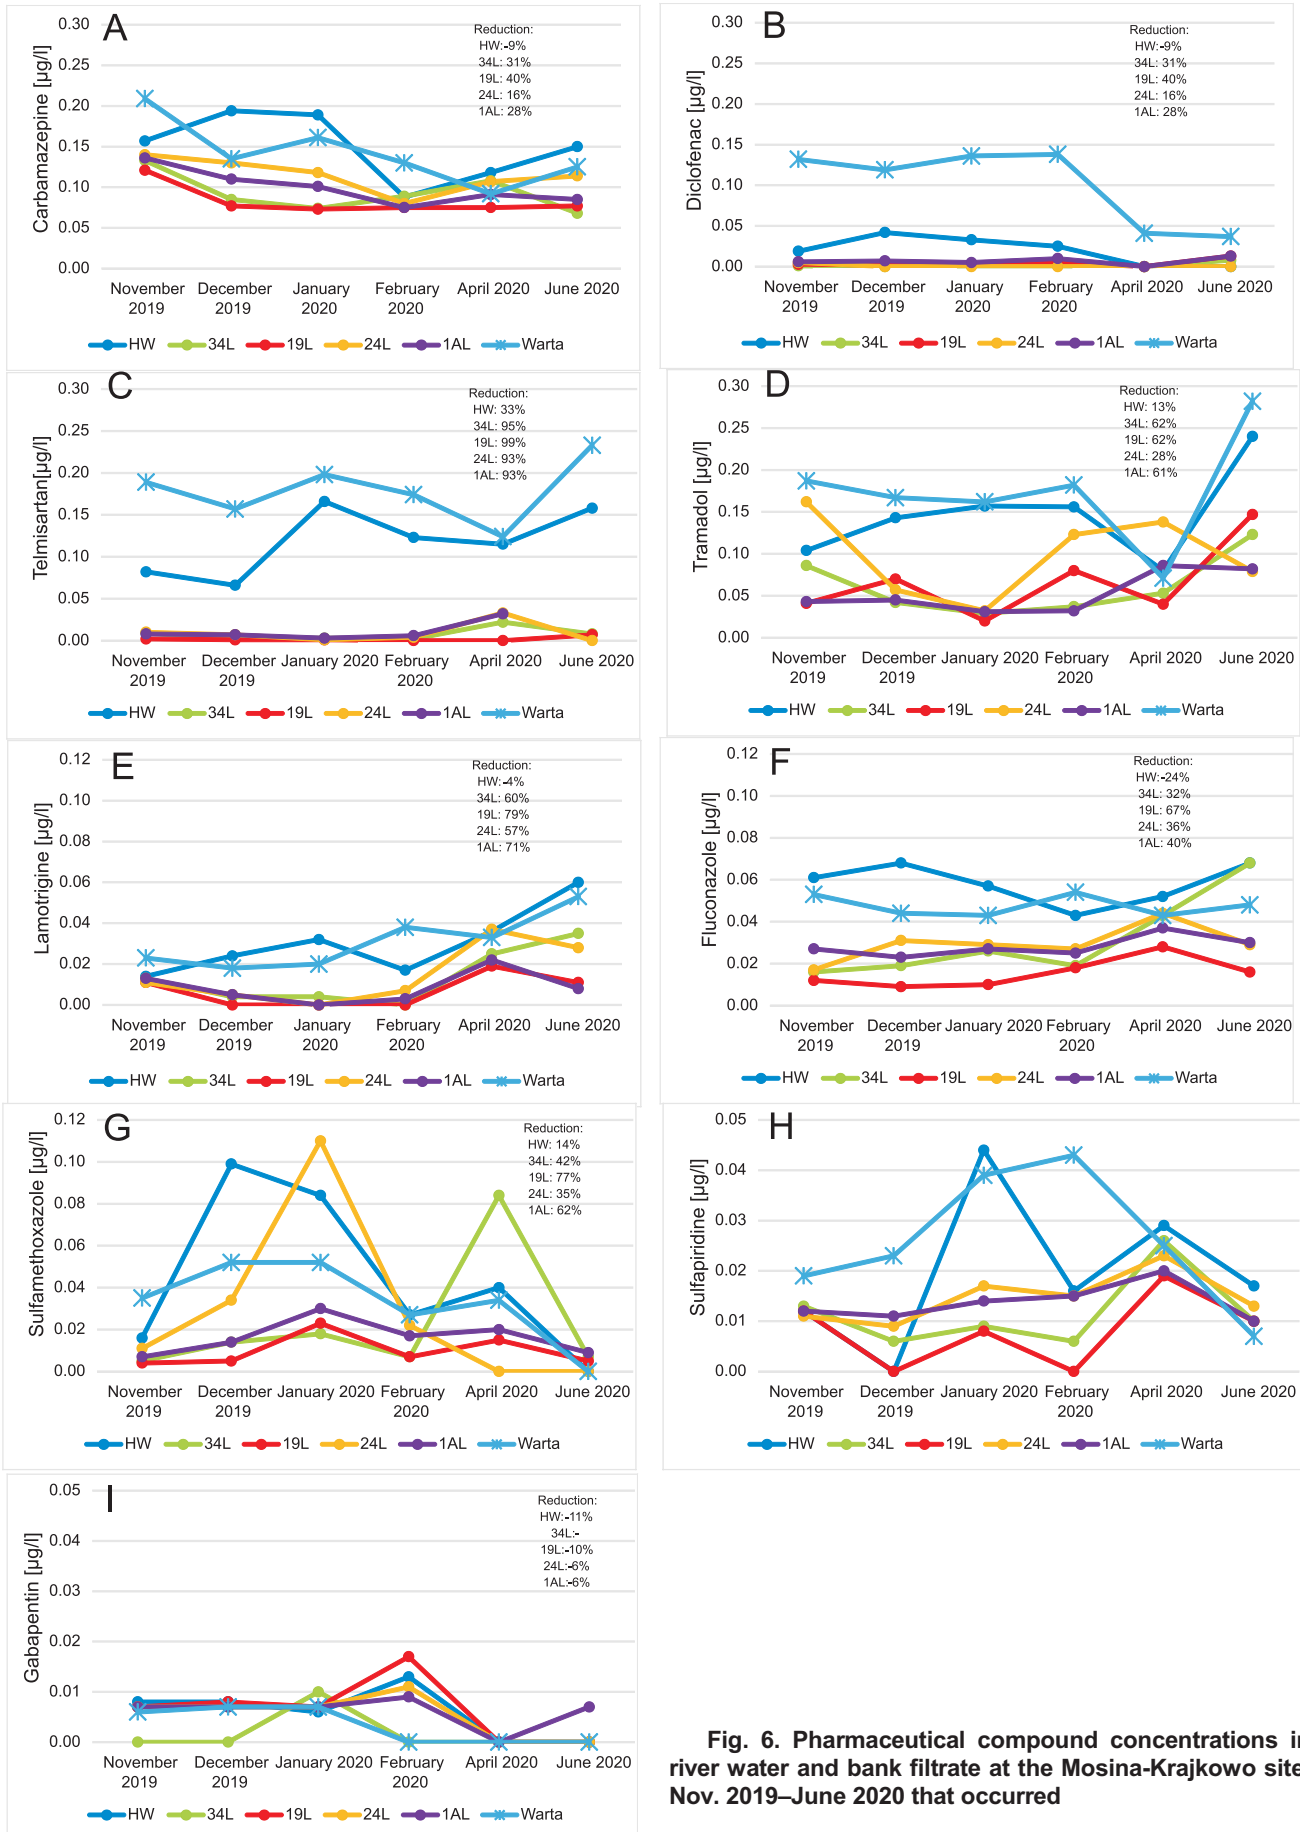 A
Carbamazepine [µg/l]
0.30
0.25
0.20
0.15
0.10
0.05
0.00
Reduction:
HW:-9%
34L: 31%
19L: 40%
24L: 16%
1AL: 28%
November 2019
December 2019
January 2020
February 2020
April 2020
June 2020
HW 34L 19L 24L 1AL Warta
B
Diclofenac [µg/l]
0.30
0.25
0.20
0.15
0.10
0.05
0.00
Reduction:
HW:-9%
34L: 31%
19L: 40%
24L: 16%
1AL: 28%
November 2019
December 2019
January 2020
February 2020
April 2020
June 2020
HW 34L 19L 24L 1AL Warta
C
Telmisartan[µg/l]
0.30
0.25
0.20
0.15
0.10
0.05
0.00
Reduction:
HW: 33%
34L: 95%
19L: 99%
24L: 93%
1AL: 93%
November 2019
December 2019
January 2020
February 2020
April 2020
June 2020
HW 34L 19L 24L 1AL Warta
D
Tramadol [µg/l]
0.30
0.25
0.20
0.15
0.10
0.05
0.00
Reduction:
HW: 13%
34L: 62%
19L: 62%
24L: 28%
1AL: 61%
November 2019
December 2019
January 2020
February 2020
April 2020
June 2020
HW 34L 19L 24L 1AL Warta
E
Lamotrigine [µg/l]
0.12
0.10
0.08
0.06
0.04
0.02
0.00
Reduction:
HW:-4%
34L: 60%
19L: 79%
24L: 57%
1AL: 71%
November 2019
December 2019
January 2020
February 2020
April 2020
June 2020
HW 34L 19L 24L 1AL Warta
F
Fluconazole [µg/l]
0.12
0.10
0.08
0.06
0.04
0.02
0.00
Reduction:
HW:-24%
34L: 32%
19L: 67%
24L: 36%
1AL: 40%
November 2019
December 2019
January 2020
February 2020
April 2020
June 2020
HW 34L 19L 24L 1AL Warta
G
Sulfamethoxazole [µg/l]
0.12
0.10
0.08
0.06
0.04
0.02
0.00
Reduction:
HW: 14%
34L: 42%
19L: 77%
24L: 35%
1AL: 62%
November 2019
December 2019
January 2020
February 2020
April 2020
June 2020
HW 34L 19L 24L 1AL Warta
H
Sulfapiridine [µg/l]
0.05
0.04
0.03
0.02
0.01
0.00
November 2019
December 2019
January 2020
February 2020
April 2020
June 2020
HW 34L 19L 24L 1AL Warta
I
Gabapentin [µg/l]
0.05
0.04
0.03
0.02
0.01
0.00
Reduction:
HW:-11%
34L:-
19L:-10%
24L:-6%
1AL:-6%
November 2019
December 2019
January 2020
February 2020
April 2020
June 2020
HW 34L 19L 24L 1AL Warta
Fig. 6. Pharmaceutical compound concentrations in
river water and bank filtrate at the Mosina-Krajkowo site
Nov. 2019–June 2020 that occurred